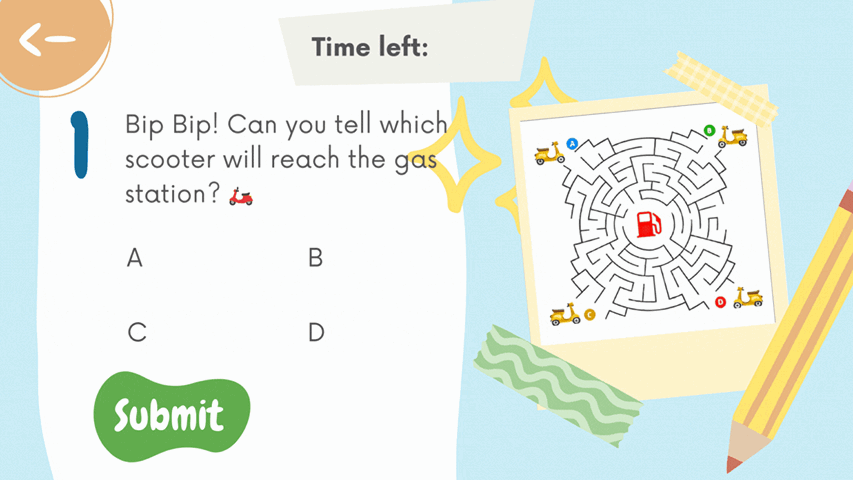 Time left:
1
Bip Bip! Can you tell which
scooter will reach the gas
station?
A B
C D
Submit
A
B
C
D